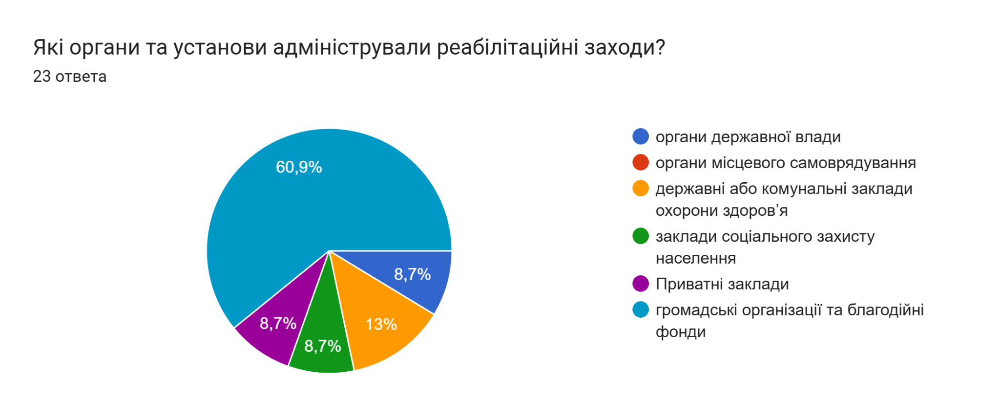 Які органи та установи адміністрували реабілітаційні заходи?
23 ответа
60,9%
8,7%
13%
8,7%
8,7%
органи державної влади
органи місцевого самоврядування
державні або комунальні заклади
охорони здоров’я
заклади соціального захисту
населення
Приватні заклади
громадські організації та благодійні
фонди